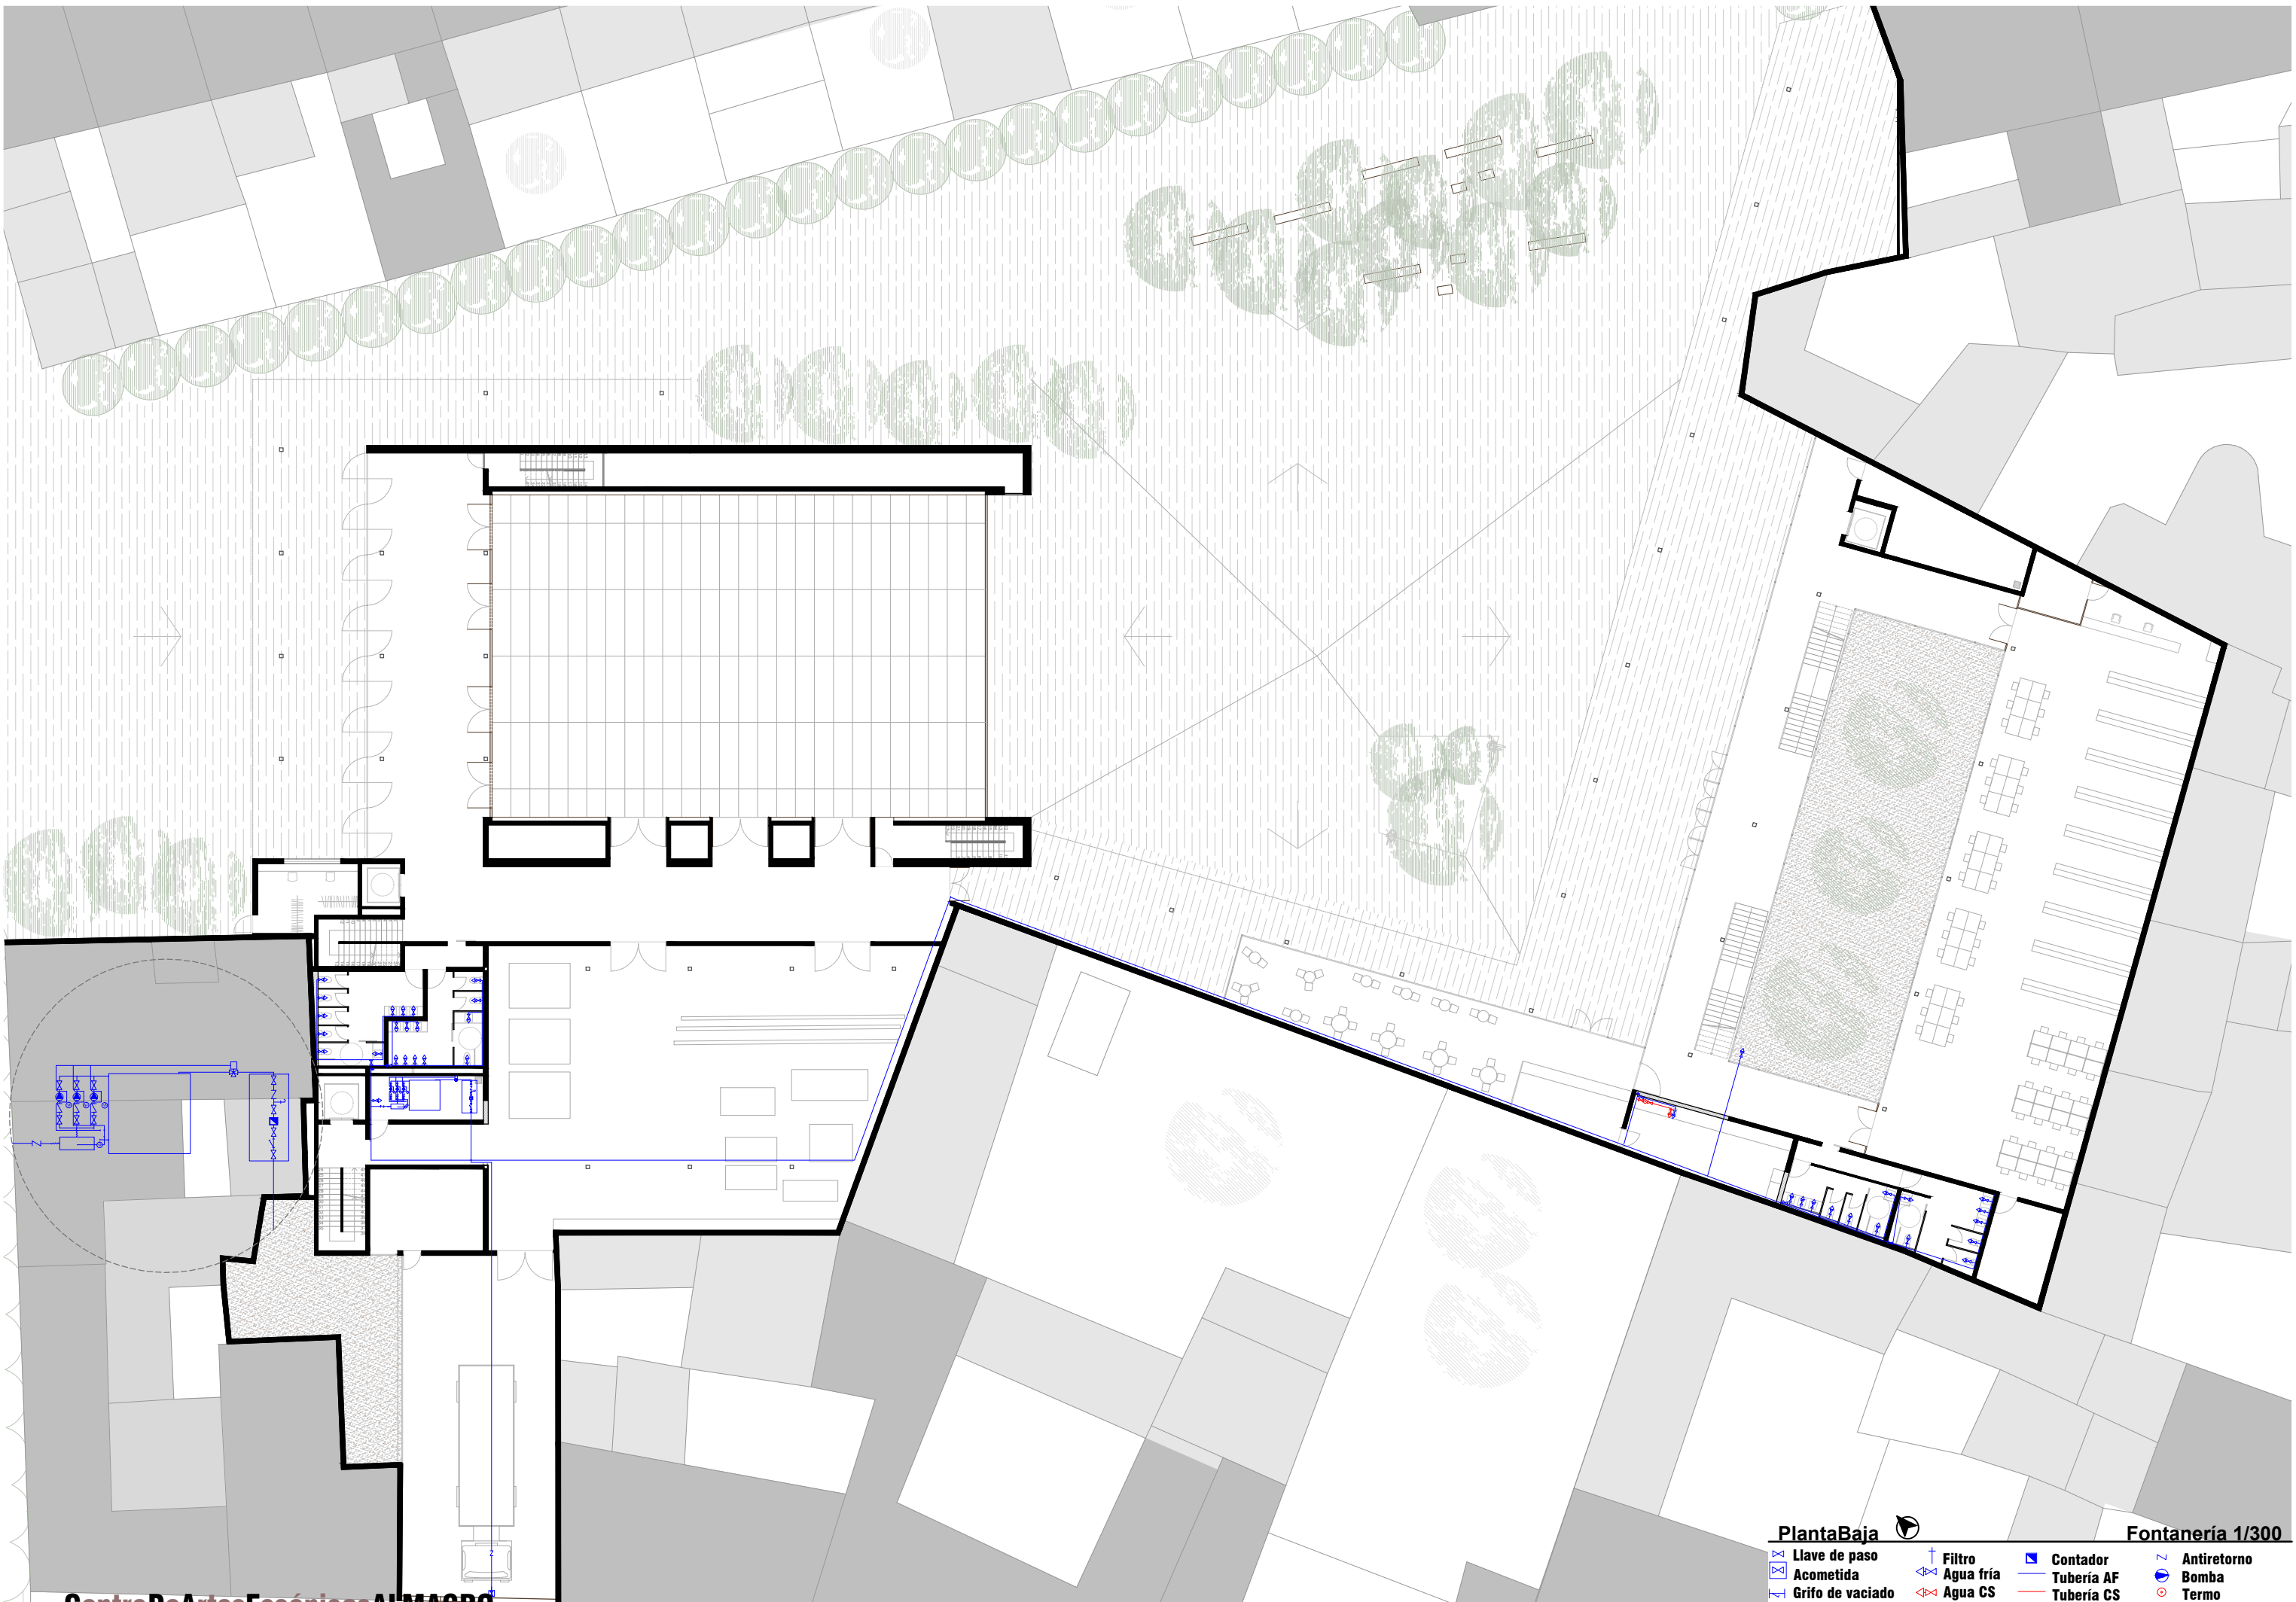 PlantaBaja Fontanería 1/300
Llave de paso Filtro Contador Antiretorno
Acometida Agua fría Tubería AF Bomba
Grifo de vaciado Agua CS Tubería CS Termo
CentroDeArtesEscénicasALMAGRO